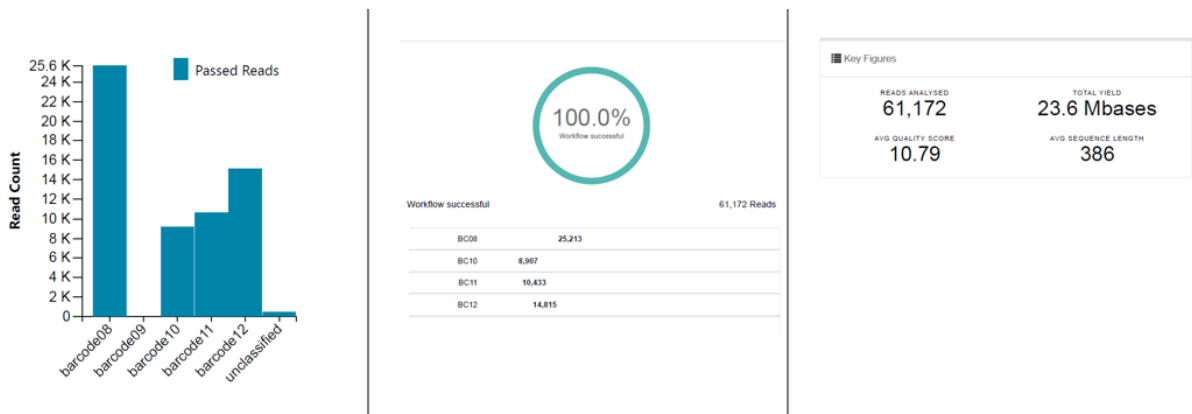 25.6 K
24 K
22 K
20 K
18 K
16 K
14 K
12 K
10 K
8 K
6 K
4 K
2 K
0
Read Count
Passed Reads
barcode08
barcode09
barcode10
barcode11
barcode12
unclassified
100.0%
Workflow successful
Workflow successful 61,172 Reads
BC08 25,213
BC10 8,907
BC11 10,433
BC12 14,815
Key Figures
READS ANALYSED TOTAL YIELD
61,172 23.6 Mbases
AVG QUALITY SCORE AVG SEQUENCE LENGTH
10.79 386